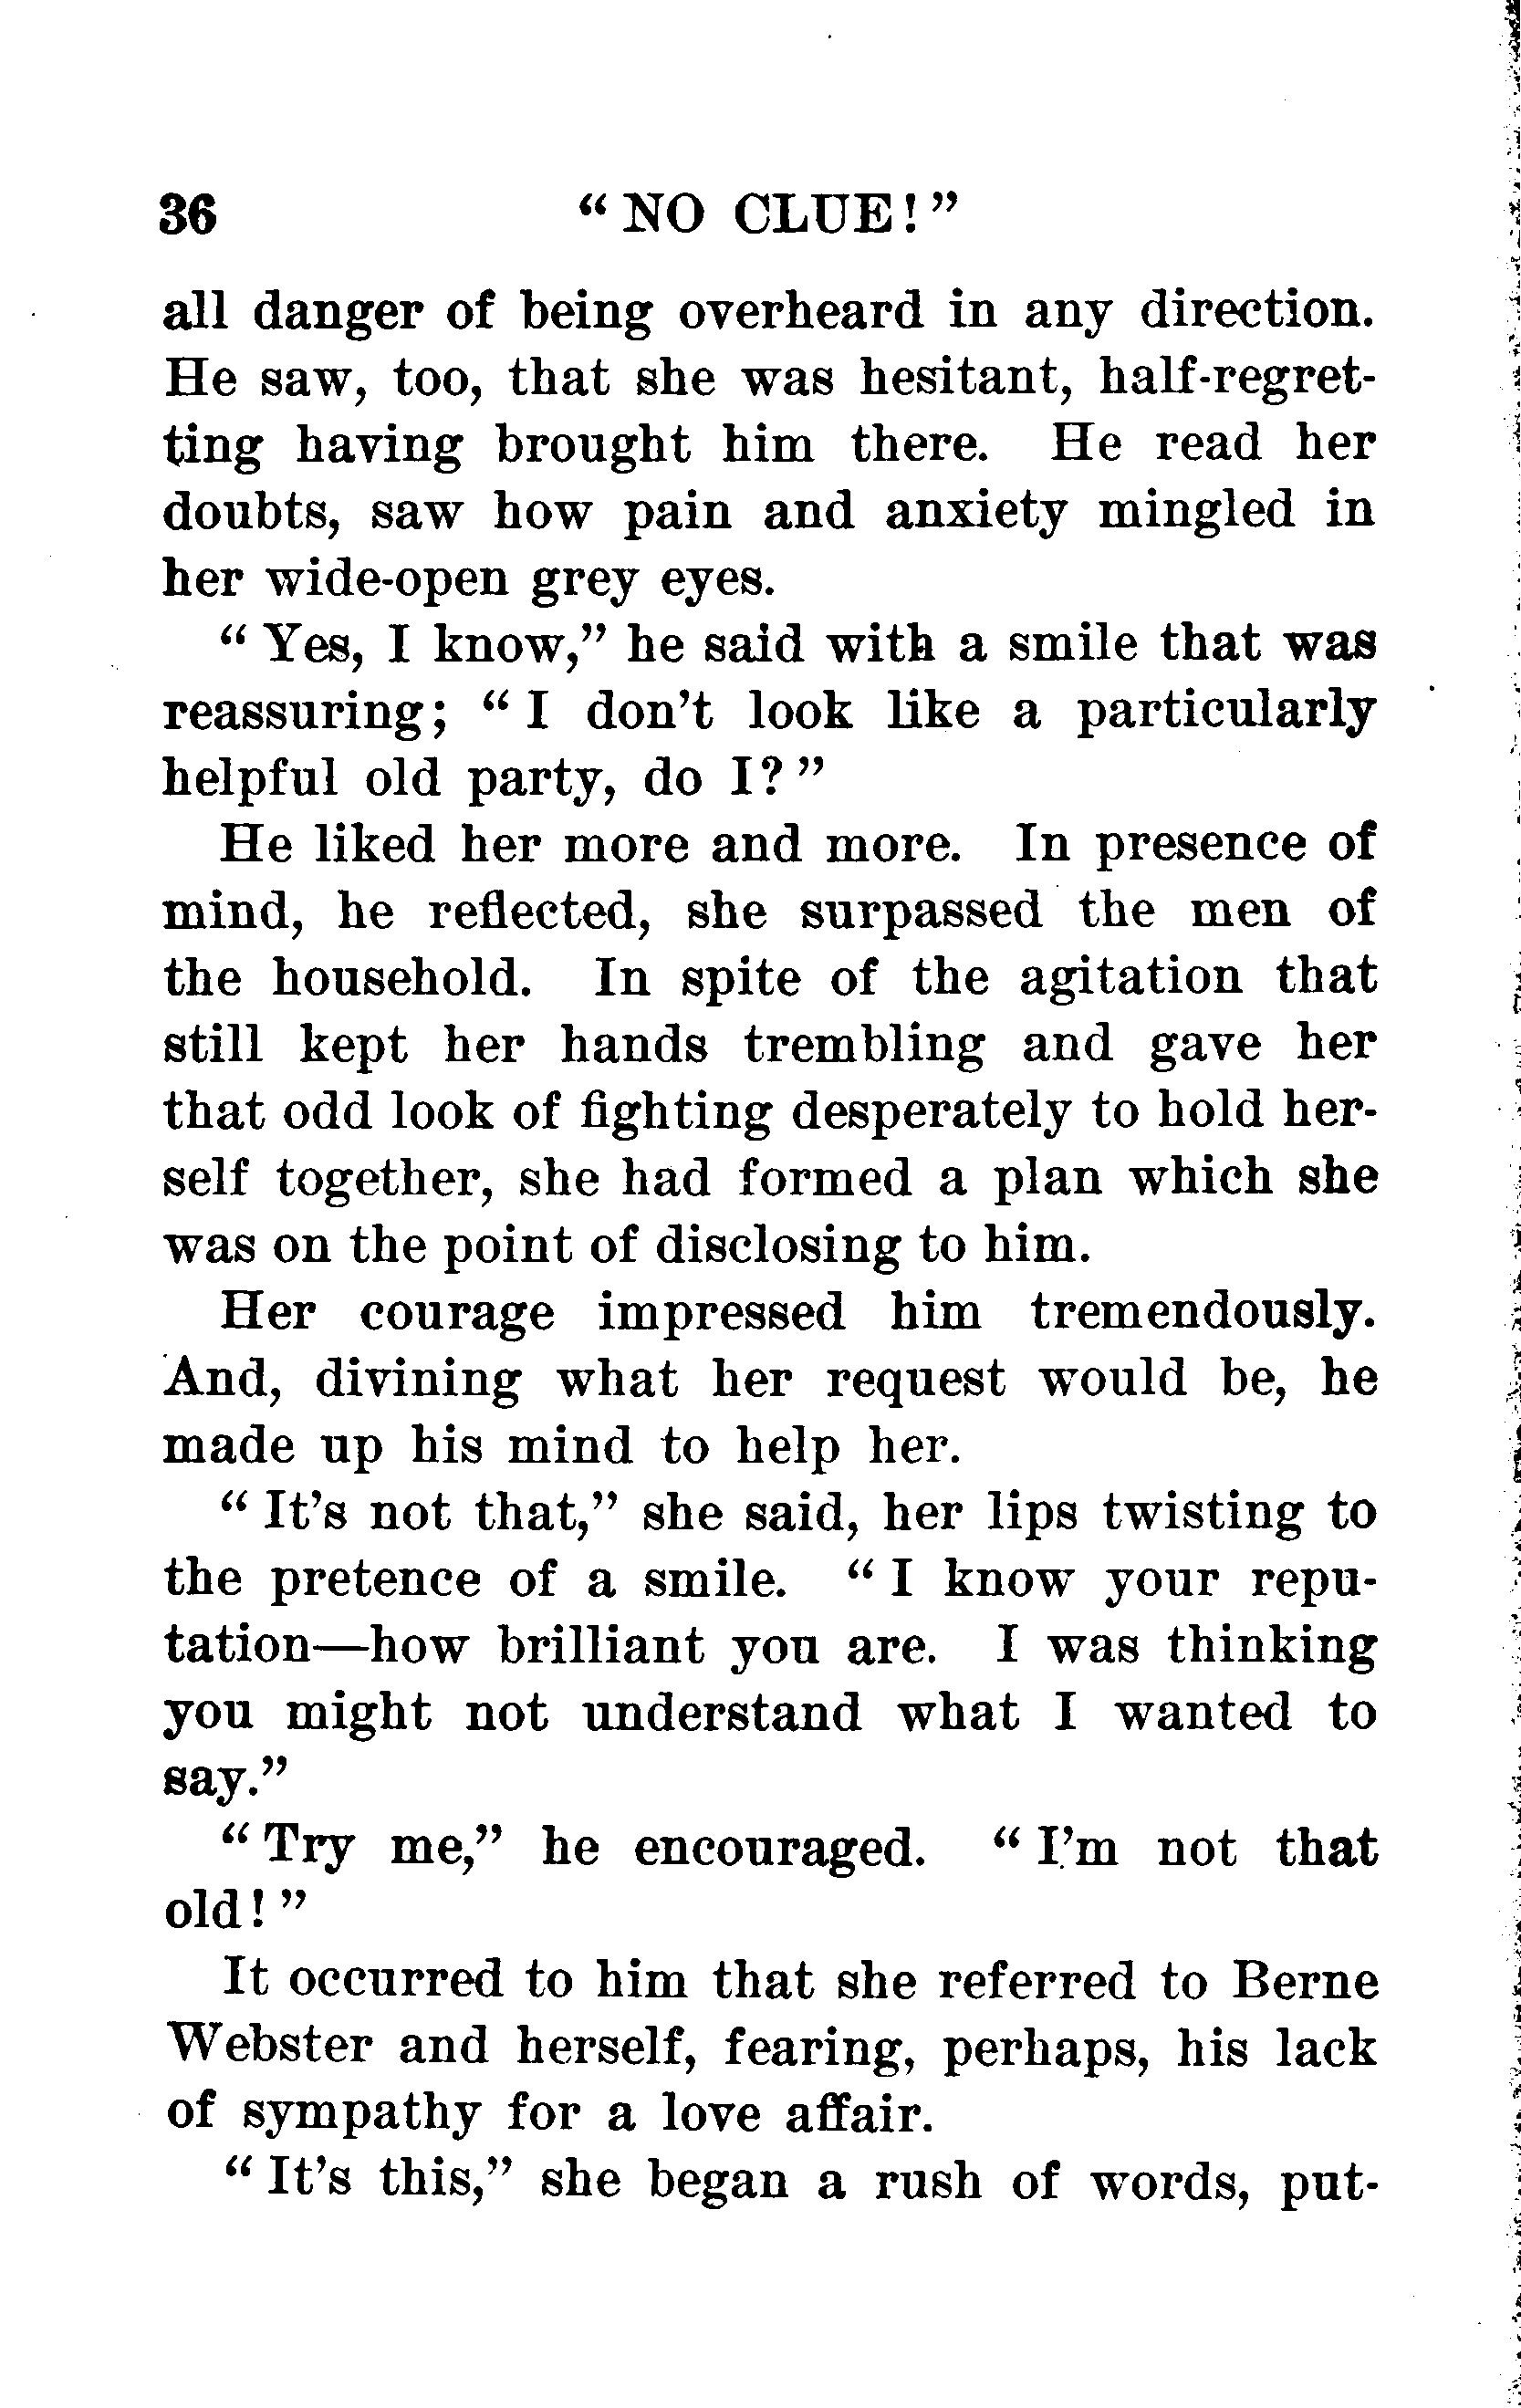 36 “ NO CLUE! ”
all danger of being overheard in any direction.
He saw, too, that she was hesitant, half-regret-
ting having brought him there. He read her
doubts, saw how pain and anxiety mingled in
her wide-open grey eyes.
“ Yes, I know,” he said with a smile that was
reassuring; “ I don’t look like a particularly
helpful old party, do I? ”
He liked her more and more. In presence of
mind, he reflected, she surpassed the men of
the household. In spite of the agitation that
still kept her hands trembling and gave her
that odd look of fighting desperately to hold her-
self together, she had formed a plan which she
was on the point of disclosing to him.
Her courage impressed him tremendously.
And, divining what her request would be, he
made up his mind to help her.
“ It’s not that,” she said, her lips twisting to
the pretence of a smile. “ I know your repu-
tation—how brilliant you are. I was thinking
you might not understand what I wanted to
say.”
“ Try me,” he encouraged. “ I’m not that
old! ”
It occurred to him that she referred to Berne
Webster and herself, fearing, perhaps, his lack
of sympathy for a love affair.
“ It’s this,” she began a rush of words, put-